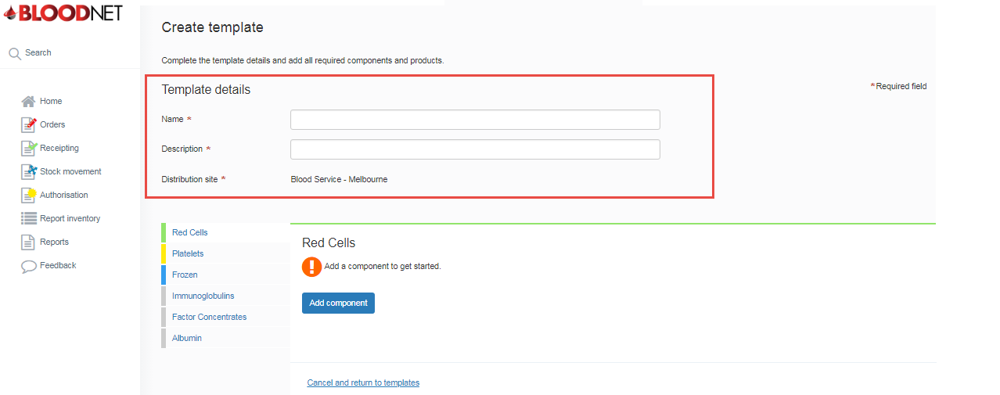 BLOODNET
Search
Home
Orders
Receipting
Stock movement
Authorisation
Report inventory
Reports
Feedback
Create template
Complete the template details and add all required components and products.
Template details
* Required field
Name *
Description *
Distribution site * Blood Service - Melbourne
Red Cells
Platelets
Frozen
Immunoglobulins
Factor Concentrates
Albumin
Red Cells
! Add a component to get started.
Add component
Cancel and return to templates